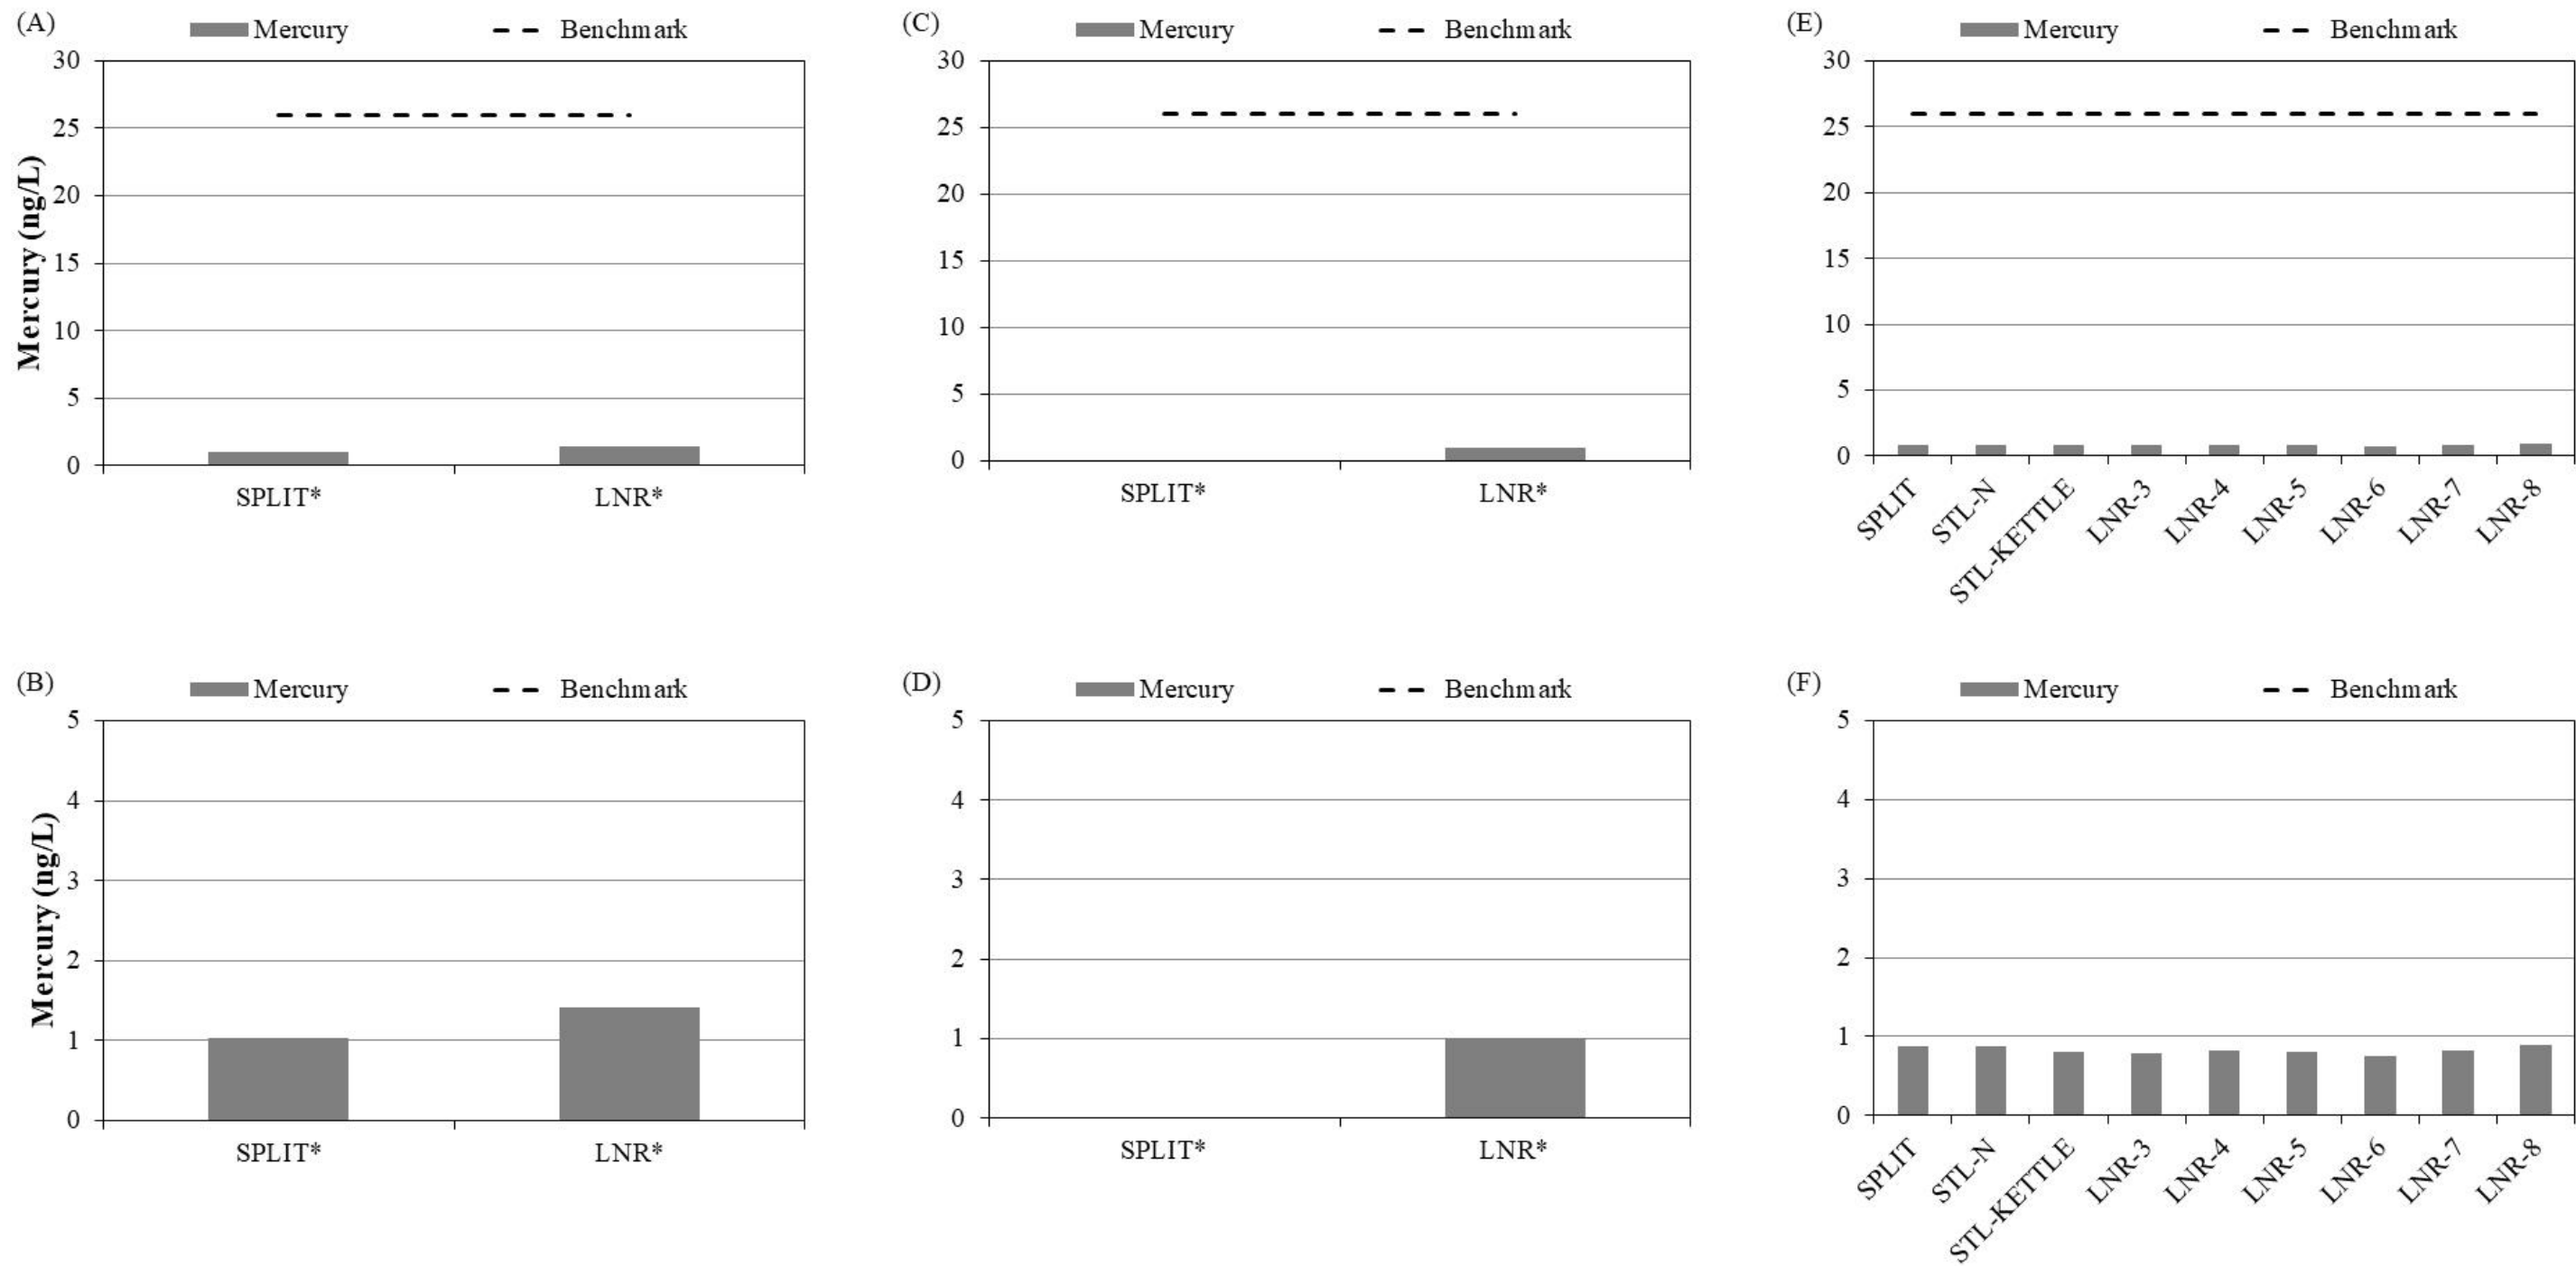 (A)
Mercury
Benchmark
30
25
20
15
10
5
0
Mercury (ng/L)
SPLIT*
LNR*
(C)
Mercury
Benchmark
30
25
20
15
10
5
0
SPLIT*
LNR*
(E)
Mercury
Benchmark
30
25
20
15
10
5
0
SPLIT
STL-N
STL-KETTLE
LNR-3
LNR-4
LNR-5
LNR-6
LNR-7
LNR-8
(B)
Mercury
Benchmark
5
4
3
2
1
0
Mercury (ng/L)
SPLIT*
LNR*
(D)
Mercury
Benchmark
5
4
3
2
1
0
SPLIT*
LNR*
(F)
Mercury
Benchmark
5
4
3
2
1
0
SPLIT
STL-N
STL-KETTLE
LNR-3
LNR-4
LNR-5
LNR-6
LNR-7
LNR-8